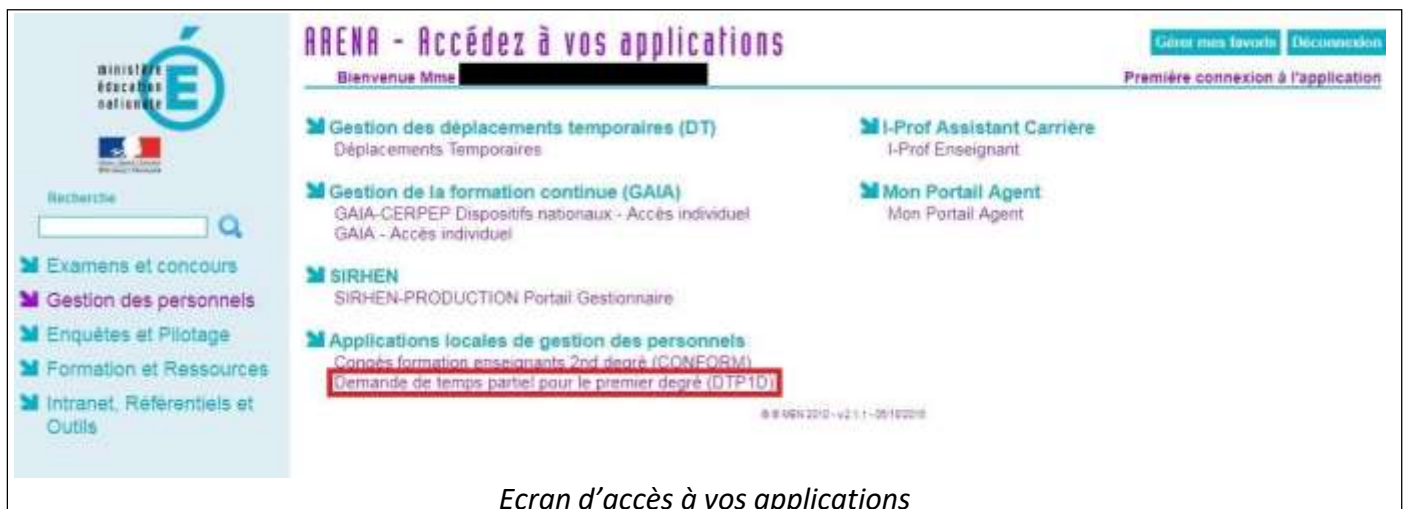 ministère
éducation
nationale
Recherche
Examens et concours
Gestion des personnels
Enquêtes et Pilotage
Formation et Ressources
Intranet, Référentiels et
Outils
ARENA - Accédez à vos applications
Gérer mes favoris Déconnexion
Bienvenue Mme
Première connexion à l'application
Gestion des déplacements temporaires (DT)
Déplacements Temporaires
Gestion de la formation continue (GAIA)
GAIA-CERPEP Dispositifs nationaux - Accès individuel
GAIA - Accès individuel
SIRHEN
SIRHEN-PRODUCTION Portail Gestionnaire
Applications locales de gestion des personnels
Congés formation enseignants 2nd degré (CONFORM)
Demande de temps partiel pour le premier degré (DTP1D)
I-Prof Assistant Carrière
I-Prof Enseignant
Mon Portail Agent
Mon Portail Agent
Ecran d'accès à vos applications